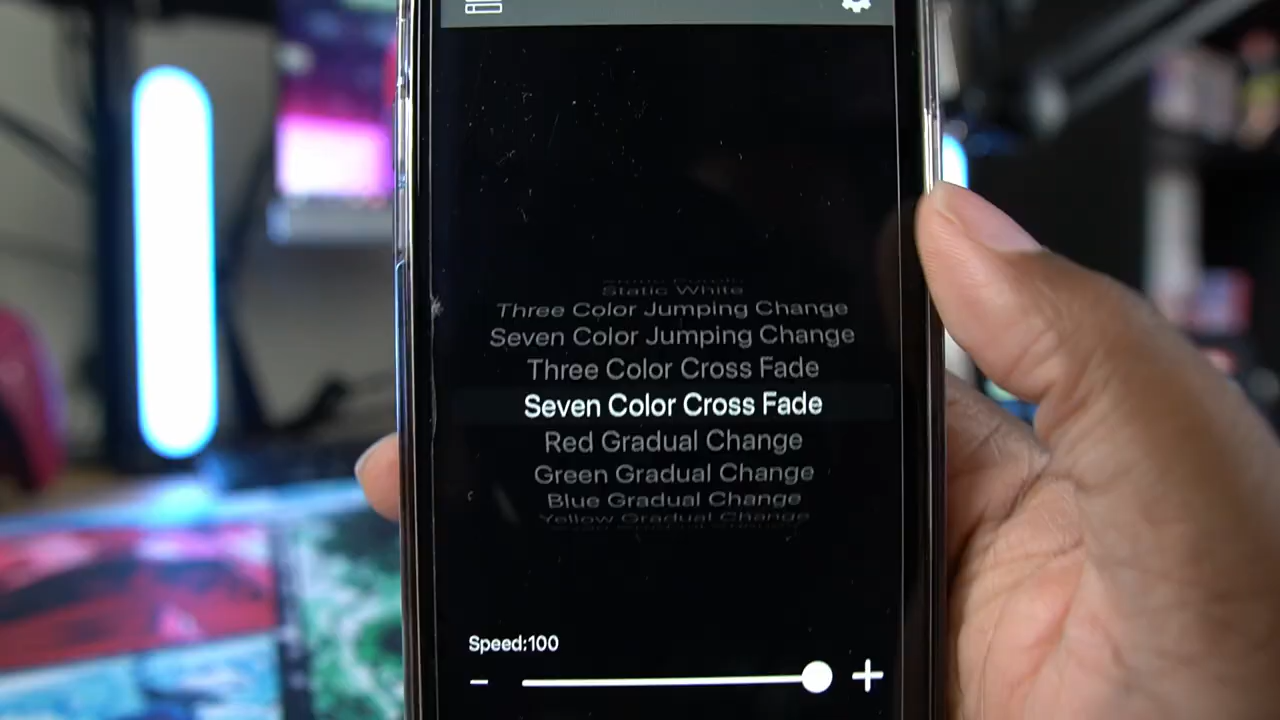 Static White
Three Color Jumping Change
Seven Color Jumping Change
Three Color Cross Fade
Seven Color Cross Fade
Red Gradual Change
Green Gradual Change
Blue Gradual Change
Yellow Gradual Change
Speed:100